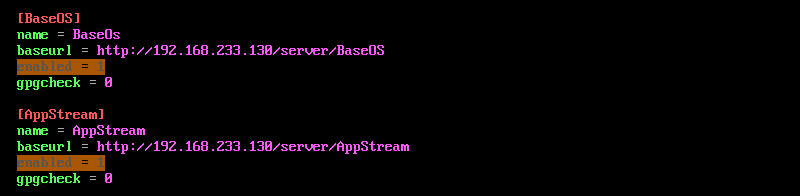 [BaseOS]
name = BaseOs
baseurl = http://192.168.233.130/server/BaseOS
enabled = 1
gpgcheck = 0
[AppStream]
name = AppStream
baseurl = http://192.168.233.130/server/AppStream
enabled = 1
gpgcheck = 0